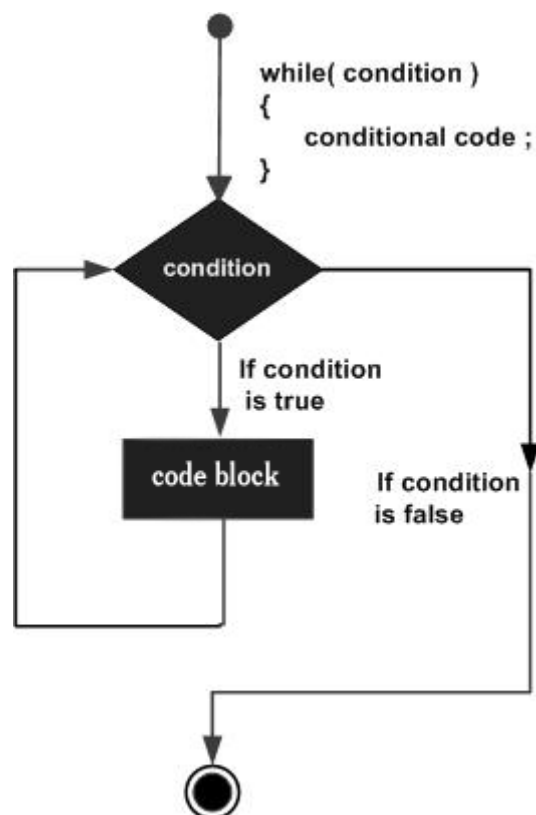 while( condition )
{
conditional code ;
}
condition
If condition
is true
code block
If condition
is false